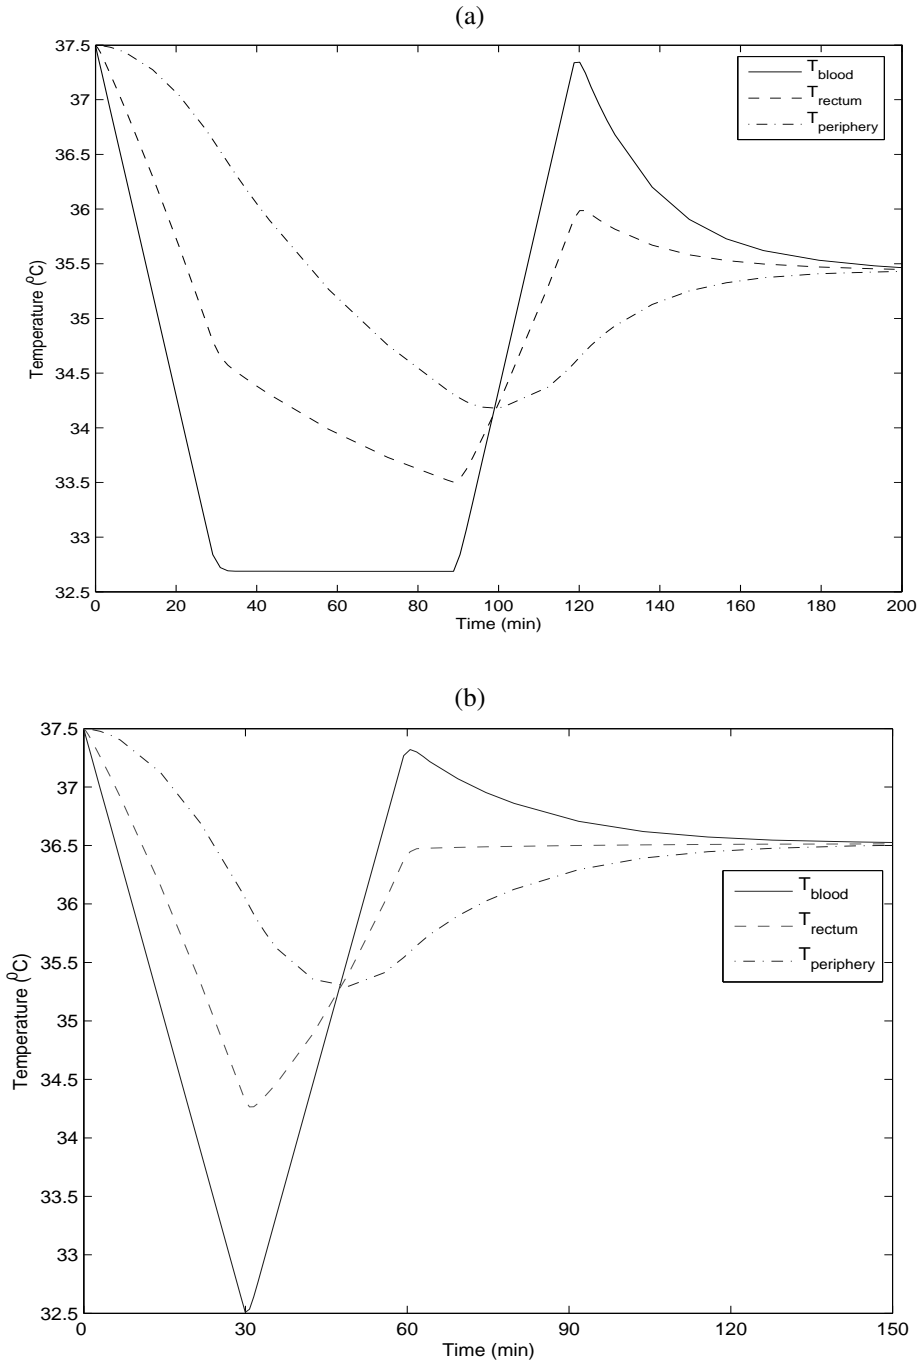 (a)
37.5
37
36.5
36
35.5
35
34.5
34
33.5
33
32.5
Temperature (⁰C)
0 20 40 60 80 100 120 140 160 180 200
Time (min)
T_blood
T_rectum
T_periphery
(b)
37.5
37
36.5
36
35.5
35
34.5
34
33.5
33
32.5
Temperature (⁰C)
0 30 60 90 120 150
Time (min)
T_blood
T_rectum
T_periphery